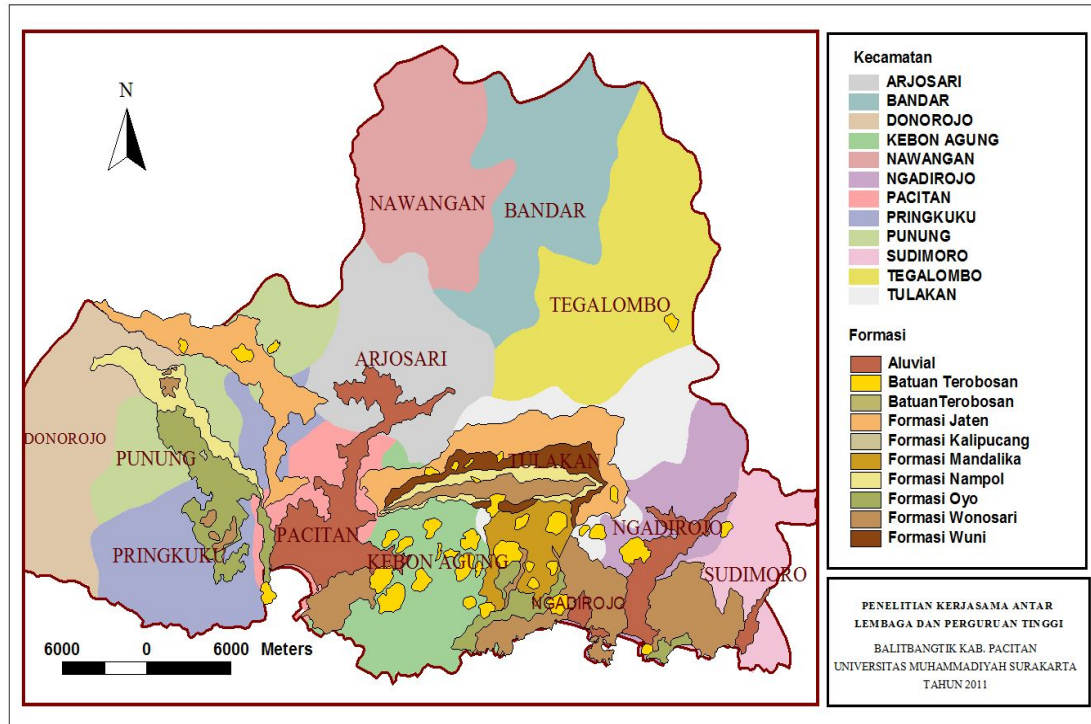 N
NAWANGAN
BANDAR
TEGALOMBO
ARJOSARI
DONOROJO
PUNUNG
TULAKAN
PACITAN
NGADIROJO
PRINGKUKU
KEBON AGUNG
SUDIMORO
NGADIROJO
6000 0 6000 Meters
Kecamatan
ARJOSARI
BANDAR
DONOROJO
KEBON AGUNG
NAWANGAN
NGADIROJO
PACITAN
PRINGKUKU
PUNUNG
SUDIMORO
TEGALOMBO
TULAKAN
Formasi
Aluvial
Batuan Terobosan
BatuanTerobosan
Formasi Jaten
Formasi Kalipucang
Formasi Mandalika
Formasi Nampol
Formasi Oyo
Formasi Wonosari
Formasi Wuni
PENELITIAN KERJASAMA ANTAR
LEMBAGA DAN PERGURUAN TINGGI
BALITBANGTIK KAB. PACITAN
UNIVERSITAS MUHAMMADIYAH SURAKARTA
TAHUN 2011